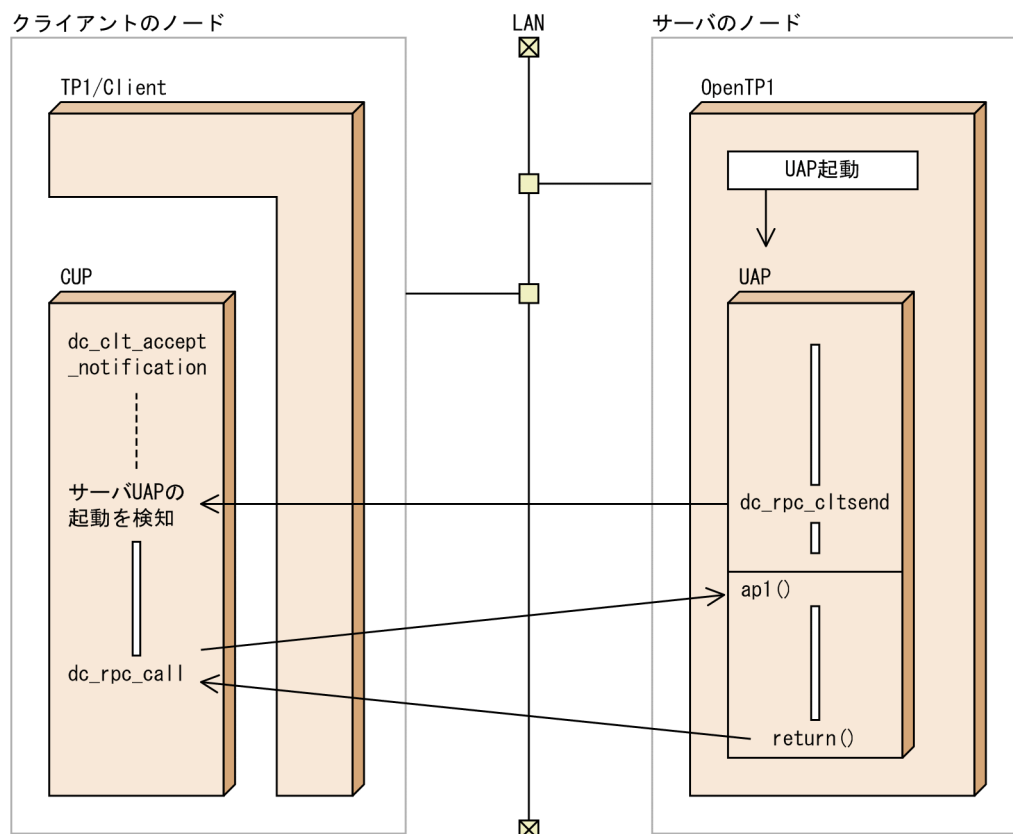 クライアントのノード
LAN
サーバのノード
TP1/Client
OpenTP1
UAP起動
CUP
UAP
dc_clt_accept
_notification
サーバUAPの
起動を検知
dc_rpc_cltsend
ap1()
dc_rpc_call
return()